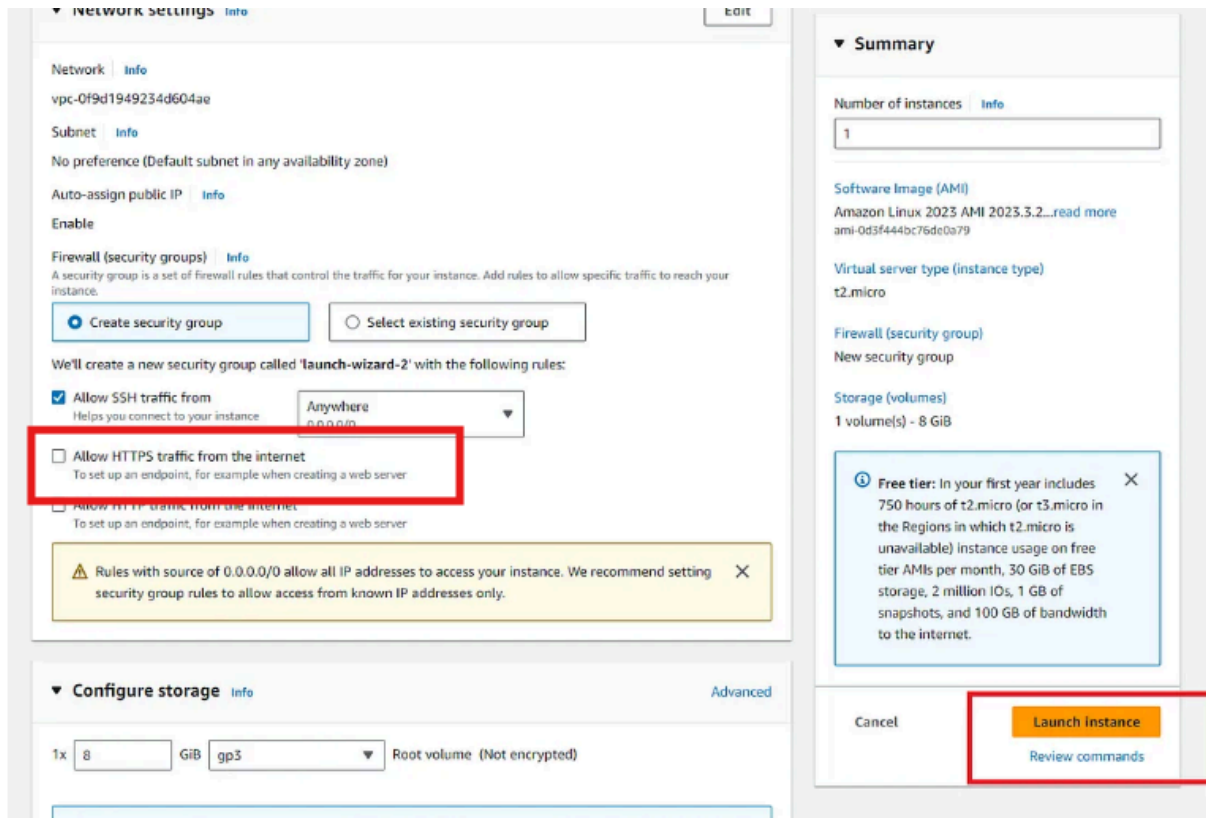 Network settings Info
Edit
Network Info
vpc-0f9d1949234d604ae
Subnet Info
No preference (Default subnet in any availability zone)
Auto-assign public IP Info
Enable
Firewall (security groups) Info
A security group is a set of firewall rules that control the traffic for your instance. Add rules to allow specific traffic to reach your
instance.
Create security group
Select existing security group
We'll create a new security group called 'launch-wizard-2' with the following rules:
Allow SSH traffic from
Helps you connect to your instance
Anywhere
0.0.0.0/0
Allow HTTPS traffic from the internet
To set up an endpoint, for example when creating a web server
Allow HTTP traffic from the internet
To set up an endpoint, for example when creating a web server
Rules with source of 0.0.0.0/0 allow all IP addresses to access your instance. We recommend setting
security group rules to allow access from known IP addresses only.
Configure storage Info
Advanced
1x 8 GiB gp3 Root volume (Not encrypted)
Summary
Number of instances Info
1
Software Image (AMI)
Amazon Linux 2023 AMI 2023.3.2...read more
ami-0d3f444bc76de0a79
Virtual server type (instance type)
t2.micro
Firewall (security group)
New security group
Storage (volumes)
1 volume(s) - 8 GiB
Free tier: In your first year includes
750 hours of t2.micro (or t3.micro in
the Regions in which t2.micro is
unavailable) instance usage on free
tier AMIs per month, 30 GiB of EBS
storage, 2 million IOs, 1 GB of
snapshots, and 100 GB of bandwidth
to the internet.
Cancel
Launch instance
Review commands